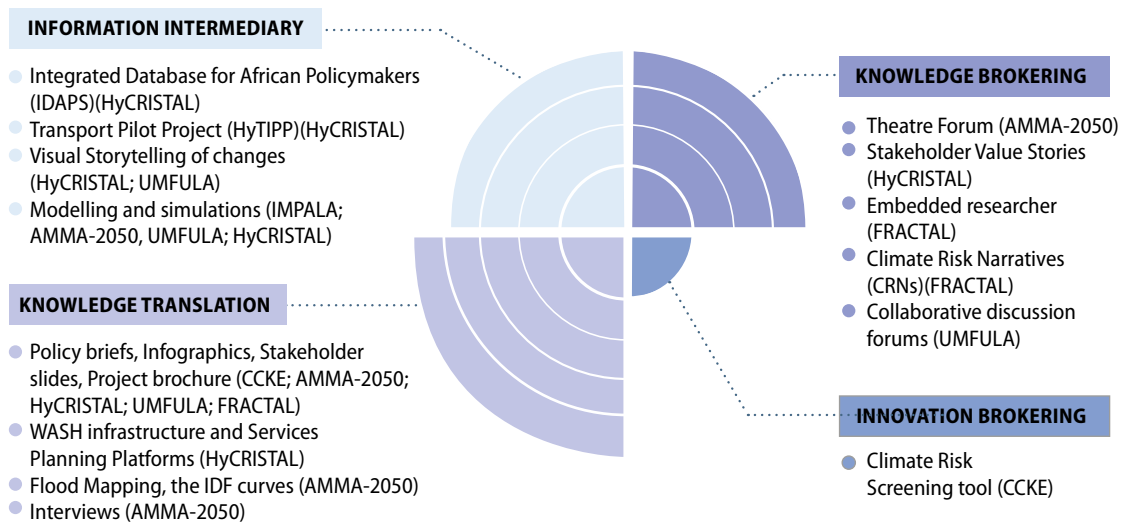 INFORMATION INTERMEDIARY
Integrated Database for African Policymakers
(IDAPS)(HyCRISTAL)
Transport Pilot Project (HyTIPP)(HyCRISTAL)
Visual Storytelling of changes
(HyCRISTAL; UMFULA)
Modelling and simulations (IMPALA;
AMMA-2050, UMFULA; HyCRISTAL)
KNOWLEDGE TRANSLATION
Policy briefs, Infographics, Stakeholder
slides, Project brochure (CCKE; AMMA-2050;
HyCRISTAL; UMFULA; FRACTAL)
WASH infrastructure and Services
Planning Platforms (HyCRISTAL)
Flood Mapping, the IDF curves (AMMA-2050)
Interviews (AMMA-2050)
KNOWLEDGE BROKERING
Theatre Forum (AMMA-2050)
Stakeholder Value Stories
(HyCRISTAL)
Embedded researcher
(FRACTAL)
Climate Risk Narratives
(CRNs)(FRACTAL)
Collaborative discussion
forums (UMFULA)
INNOVATION BROKERING
Climate Risk
Screening tool (CCKE)